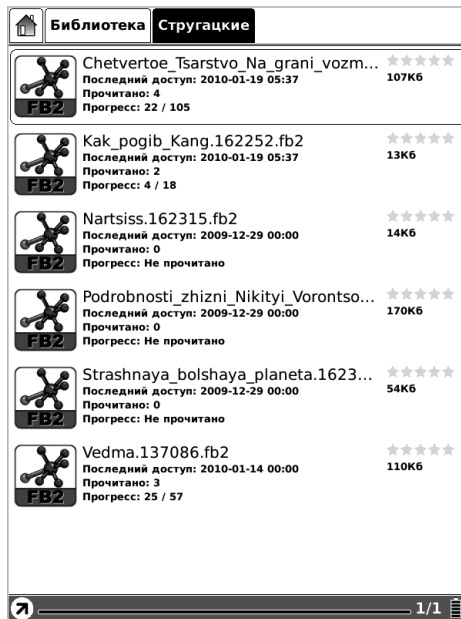 Библиотека Стругацкие
Chetvertoe_Tsarstvo_Na_grani_vozm...
Последний доступ: 2010-01-19 05:37
107Кб
Прочитано: 4
Прогресс: 22 / 105
FB2
Kak_pogib_Kang.162252.fb2
Последний доступ: 2010-01-19 05:37
13Кб
Прочитано: 2
Прогресс: 4 / 18
FB2
Nartsiss.162315.fb2
Последний доступ: 2009-12-29 00:00
14Кб
Прочитано: 0
Прогресс: Не прочитано
FB2
Podrobnosti_zhizni_Nikityi_Vorontso...
Последний доступ: 2009-12-29 00:00
170Кб
Прочитано: 0
Прогресс: Не прочитано
FB2
Strashnaya_bolshaya_planeta.1623...
Последний доступ: 2009-12-29 00:00
54Кб
Прочитано: 0
Прогресс: Не прочитано
FB2
Vedma.137086.fb2
Последний доступ: 2010-01-14 00:00
110Кб
Прочитано: 3
Прогресс: 25 / 57
FB2
1/1